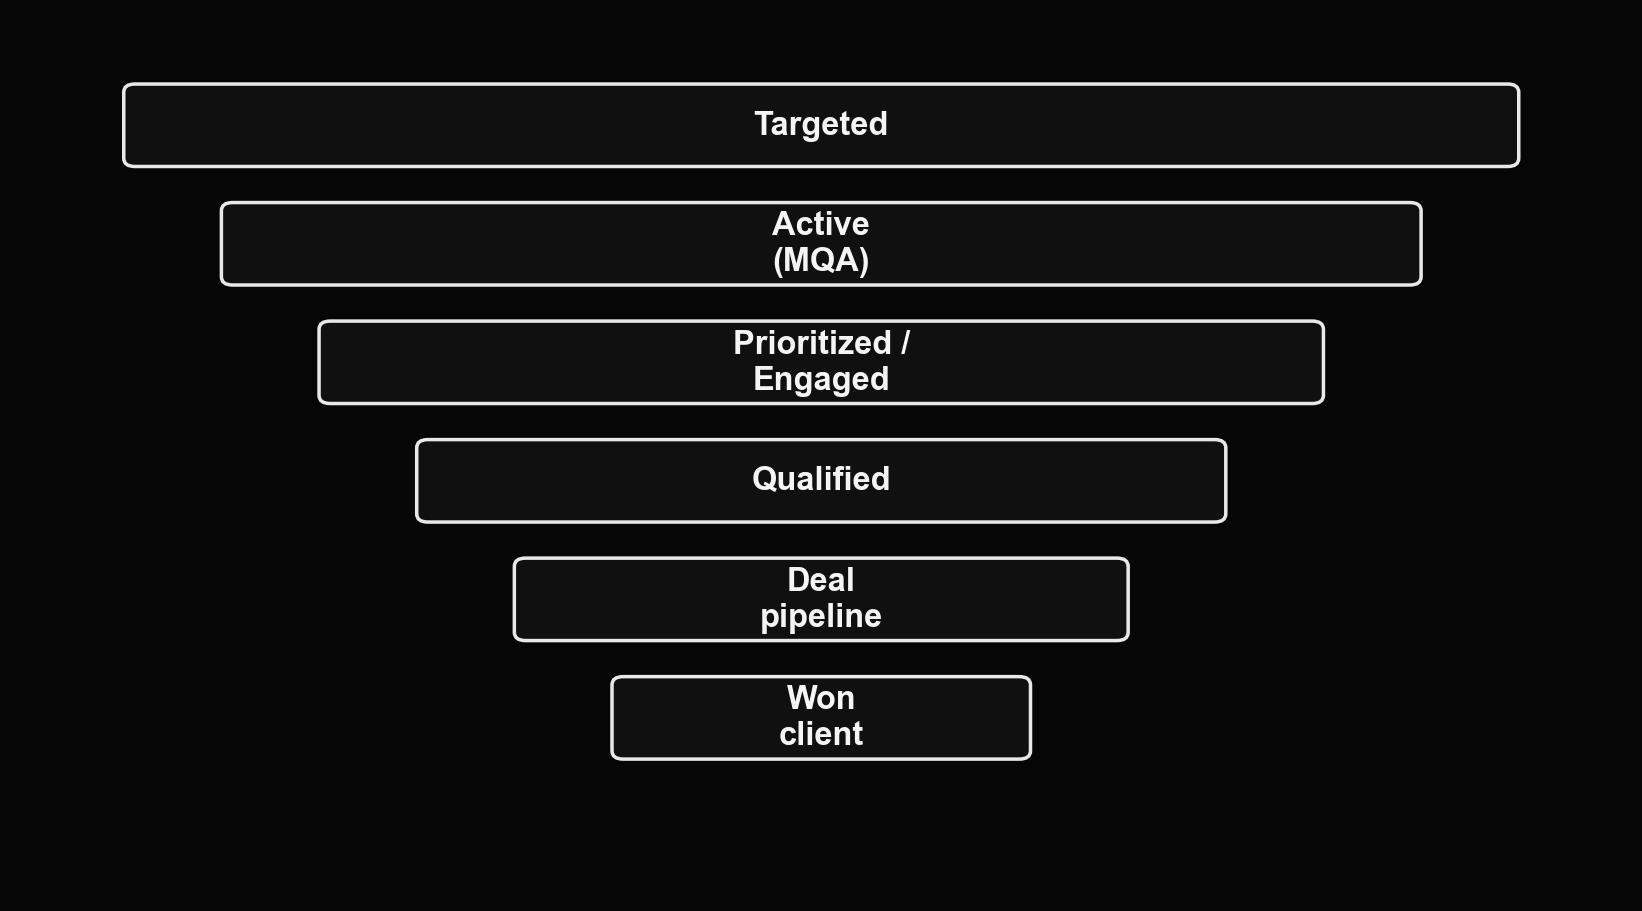 Targeted
Active
(MQA)
Prioritized /
Engaged
Qualified
Deal
pipeline
Won
client